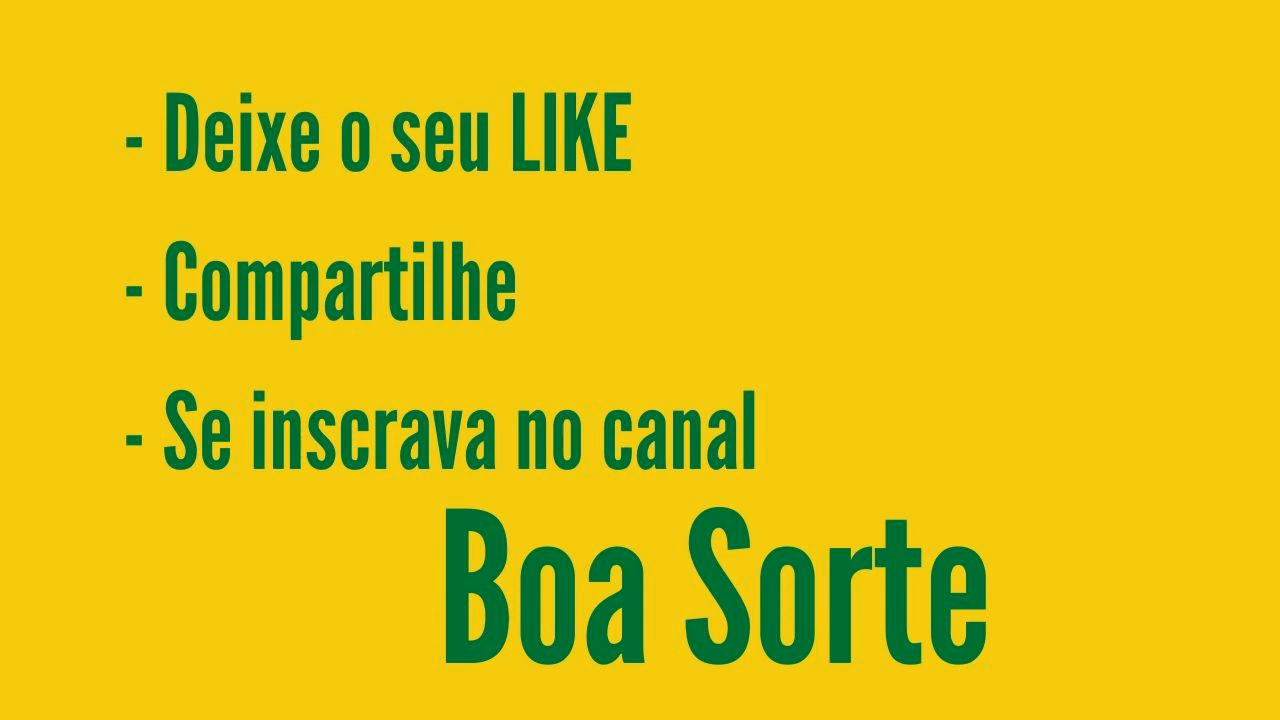 - Deixe o seu LIKE
- Compartilhe
- Se inscrava no canal
Boa Sorte